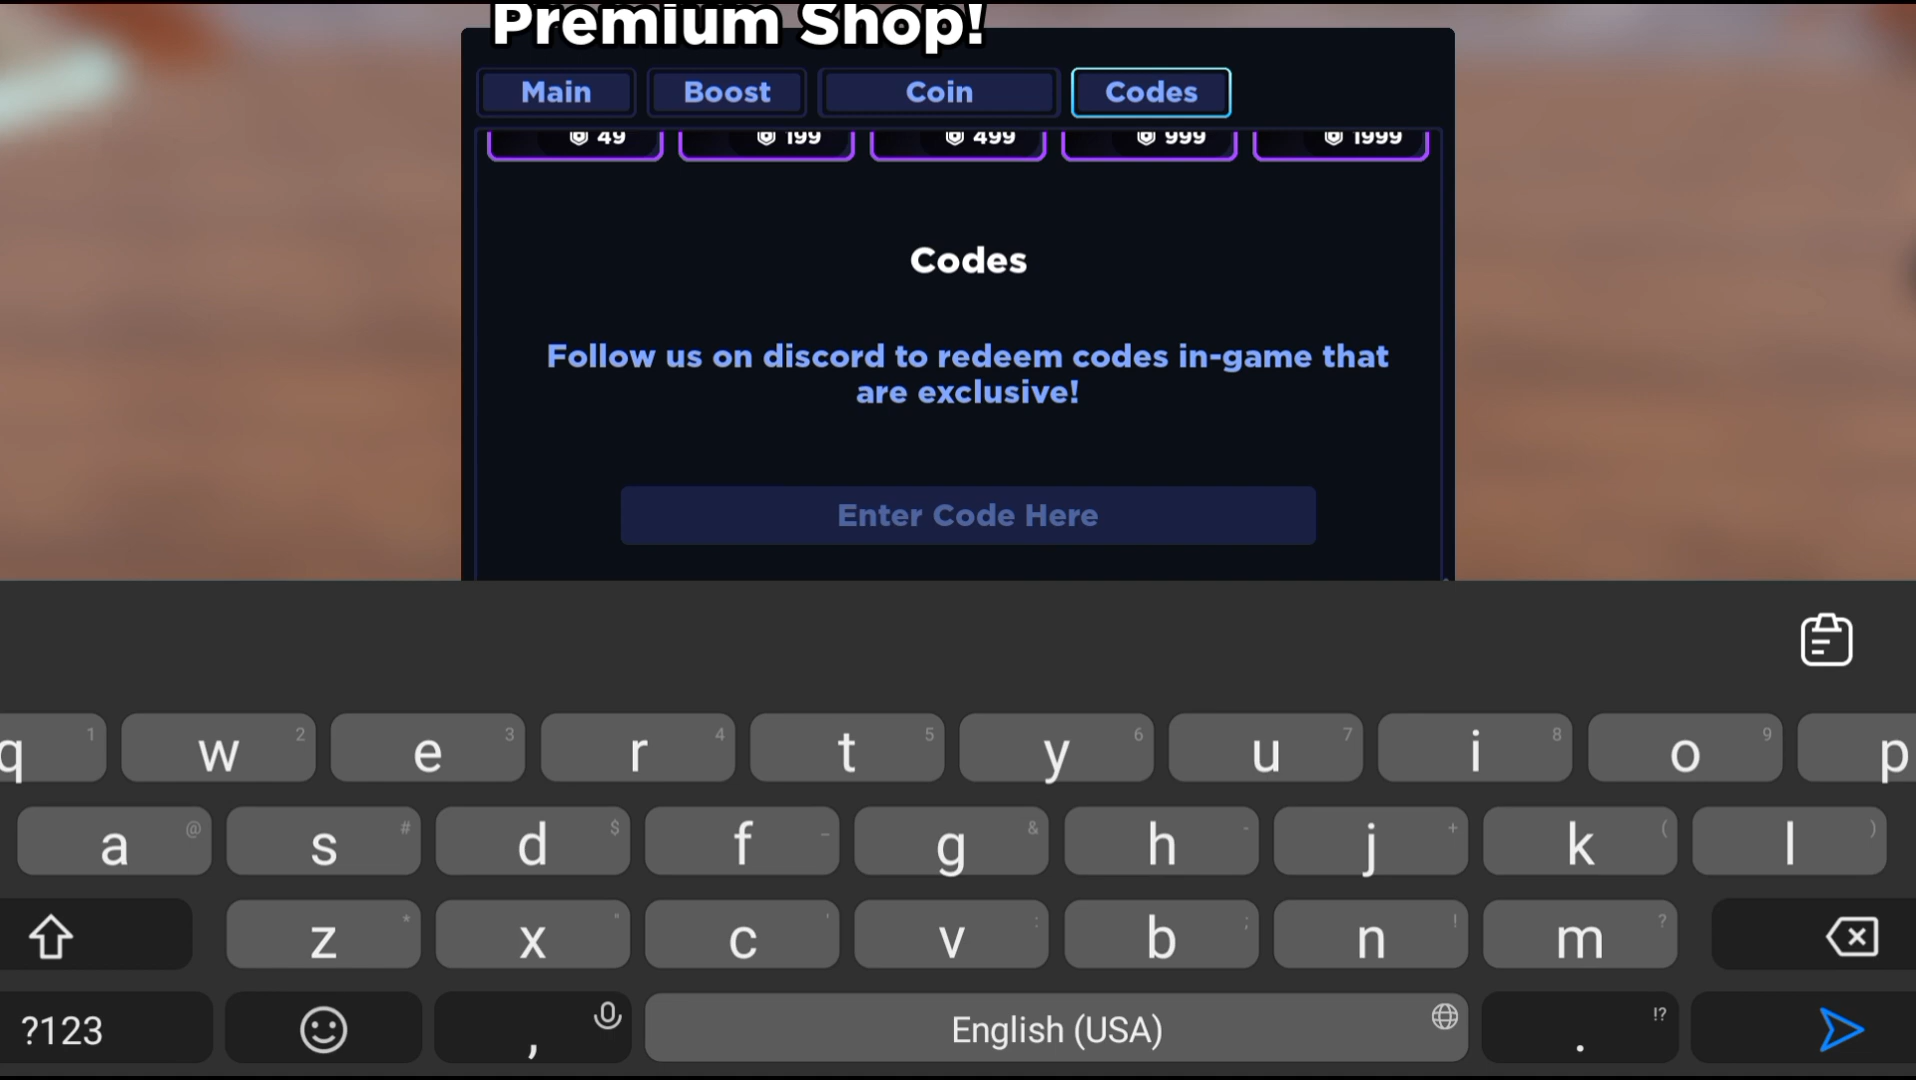 Premium Shop!
Main Boost Coin Codes
49 199 499 999 1999
Codes
Follow us on discord to redeem codes in-game that
are exclusive!
Enter Code Here
q 1 w 2 e 3 r 4 t 5 y 6 u 7 i 8 o 9 p
a @ s # d $ f _ g & h - j + k ( l )
z * x " c ' v : b ; n ! m ?
?123 , English (USA) . !?